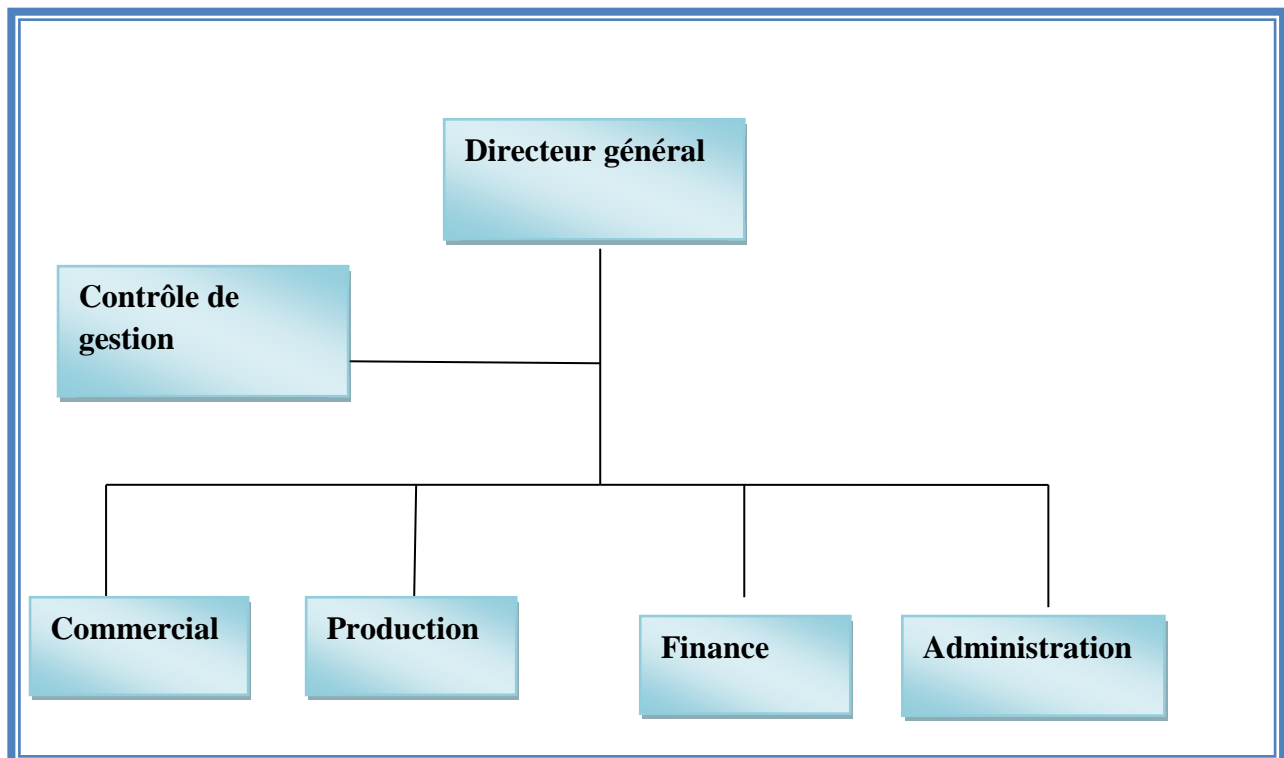 Directeur général
Contrôle de
gestion
Commercial
Production
Finance
Administration